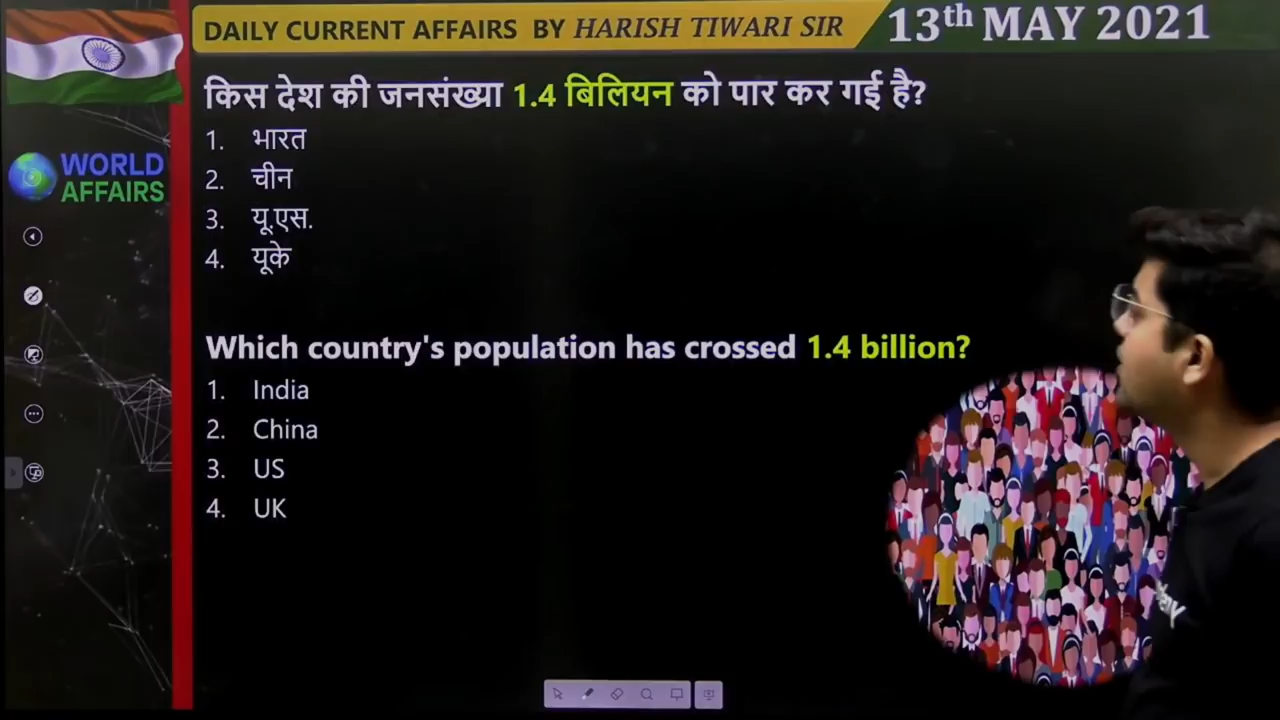 DAILY CURRENT AFFAIRS BY HARISH TIWARI SIR
13th MAY 2021
WORLD
AFFAIRS
किस देश की जनसंख्या 1.4 बिलियन को पार कर गई है?
1. भारत
2. चीन
3. यू.एस.
4. यूके
Which country's population has crossed 1.4 billion?
1. India
2. China
3. US
4. UK